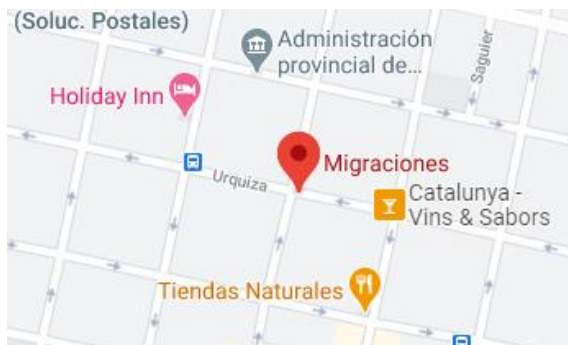 (Soluc. Postales)
Administración
provincial de...
Saguier
Holiday Inn
Migraciones
Urquiza
Catalunya -
Vins & Sabors
Tiendas Naturales